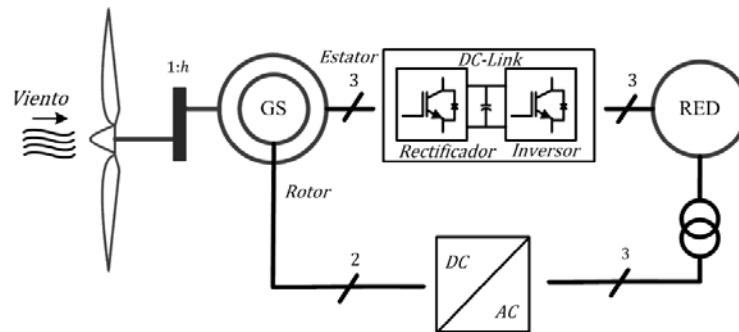 Viento
1:h
GS
Estator
3
DC-Link
Rectificador
Inversor
3
RED
Rotor
2
DC
AC
3